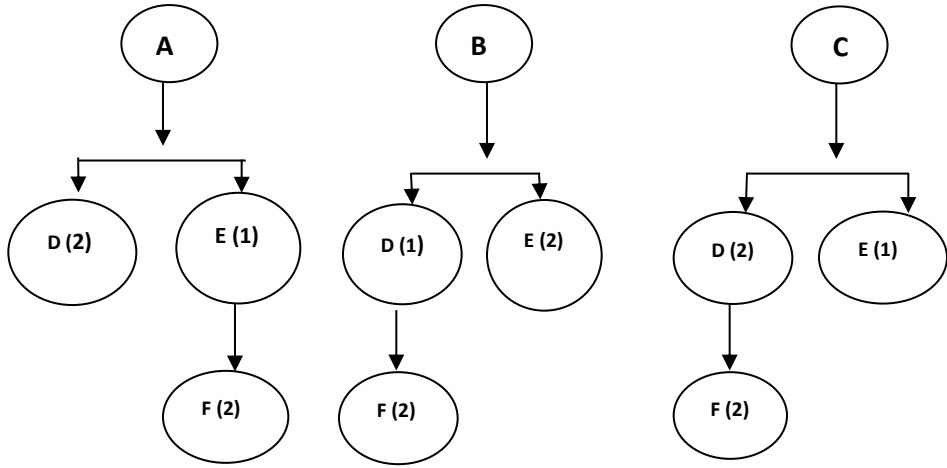 A
B
C
D (2)
E (1)
D (1)
E (2)
D (2)
E (1)
F (2)
F (2)
F (2)